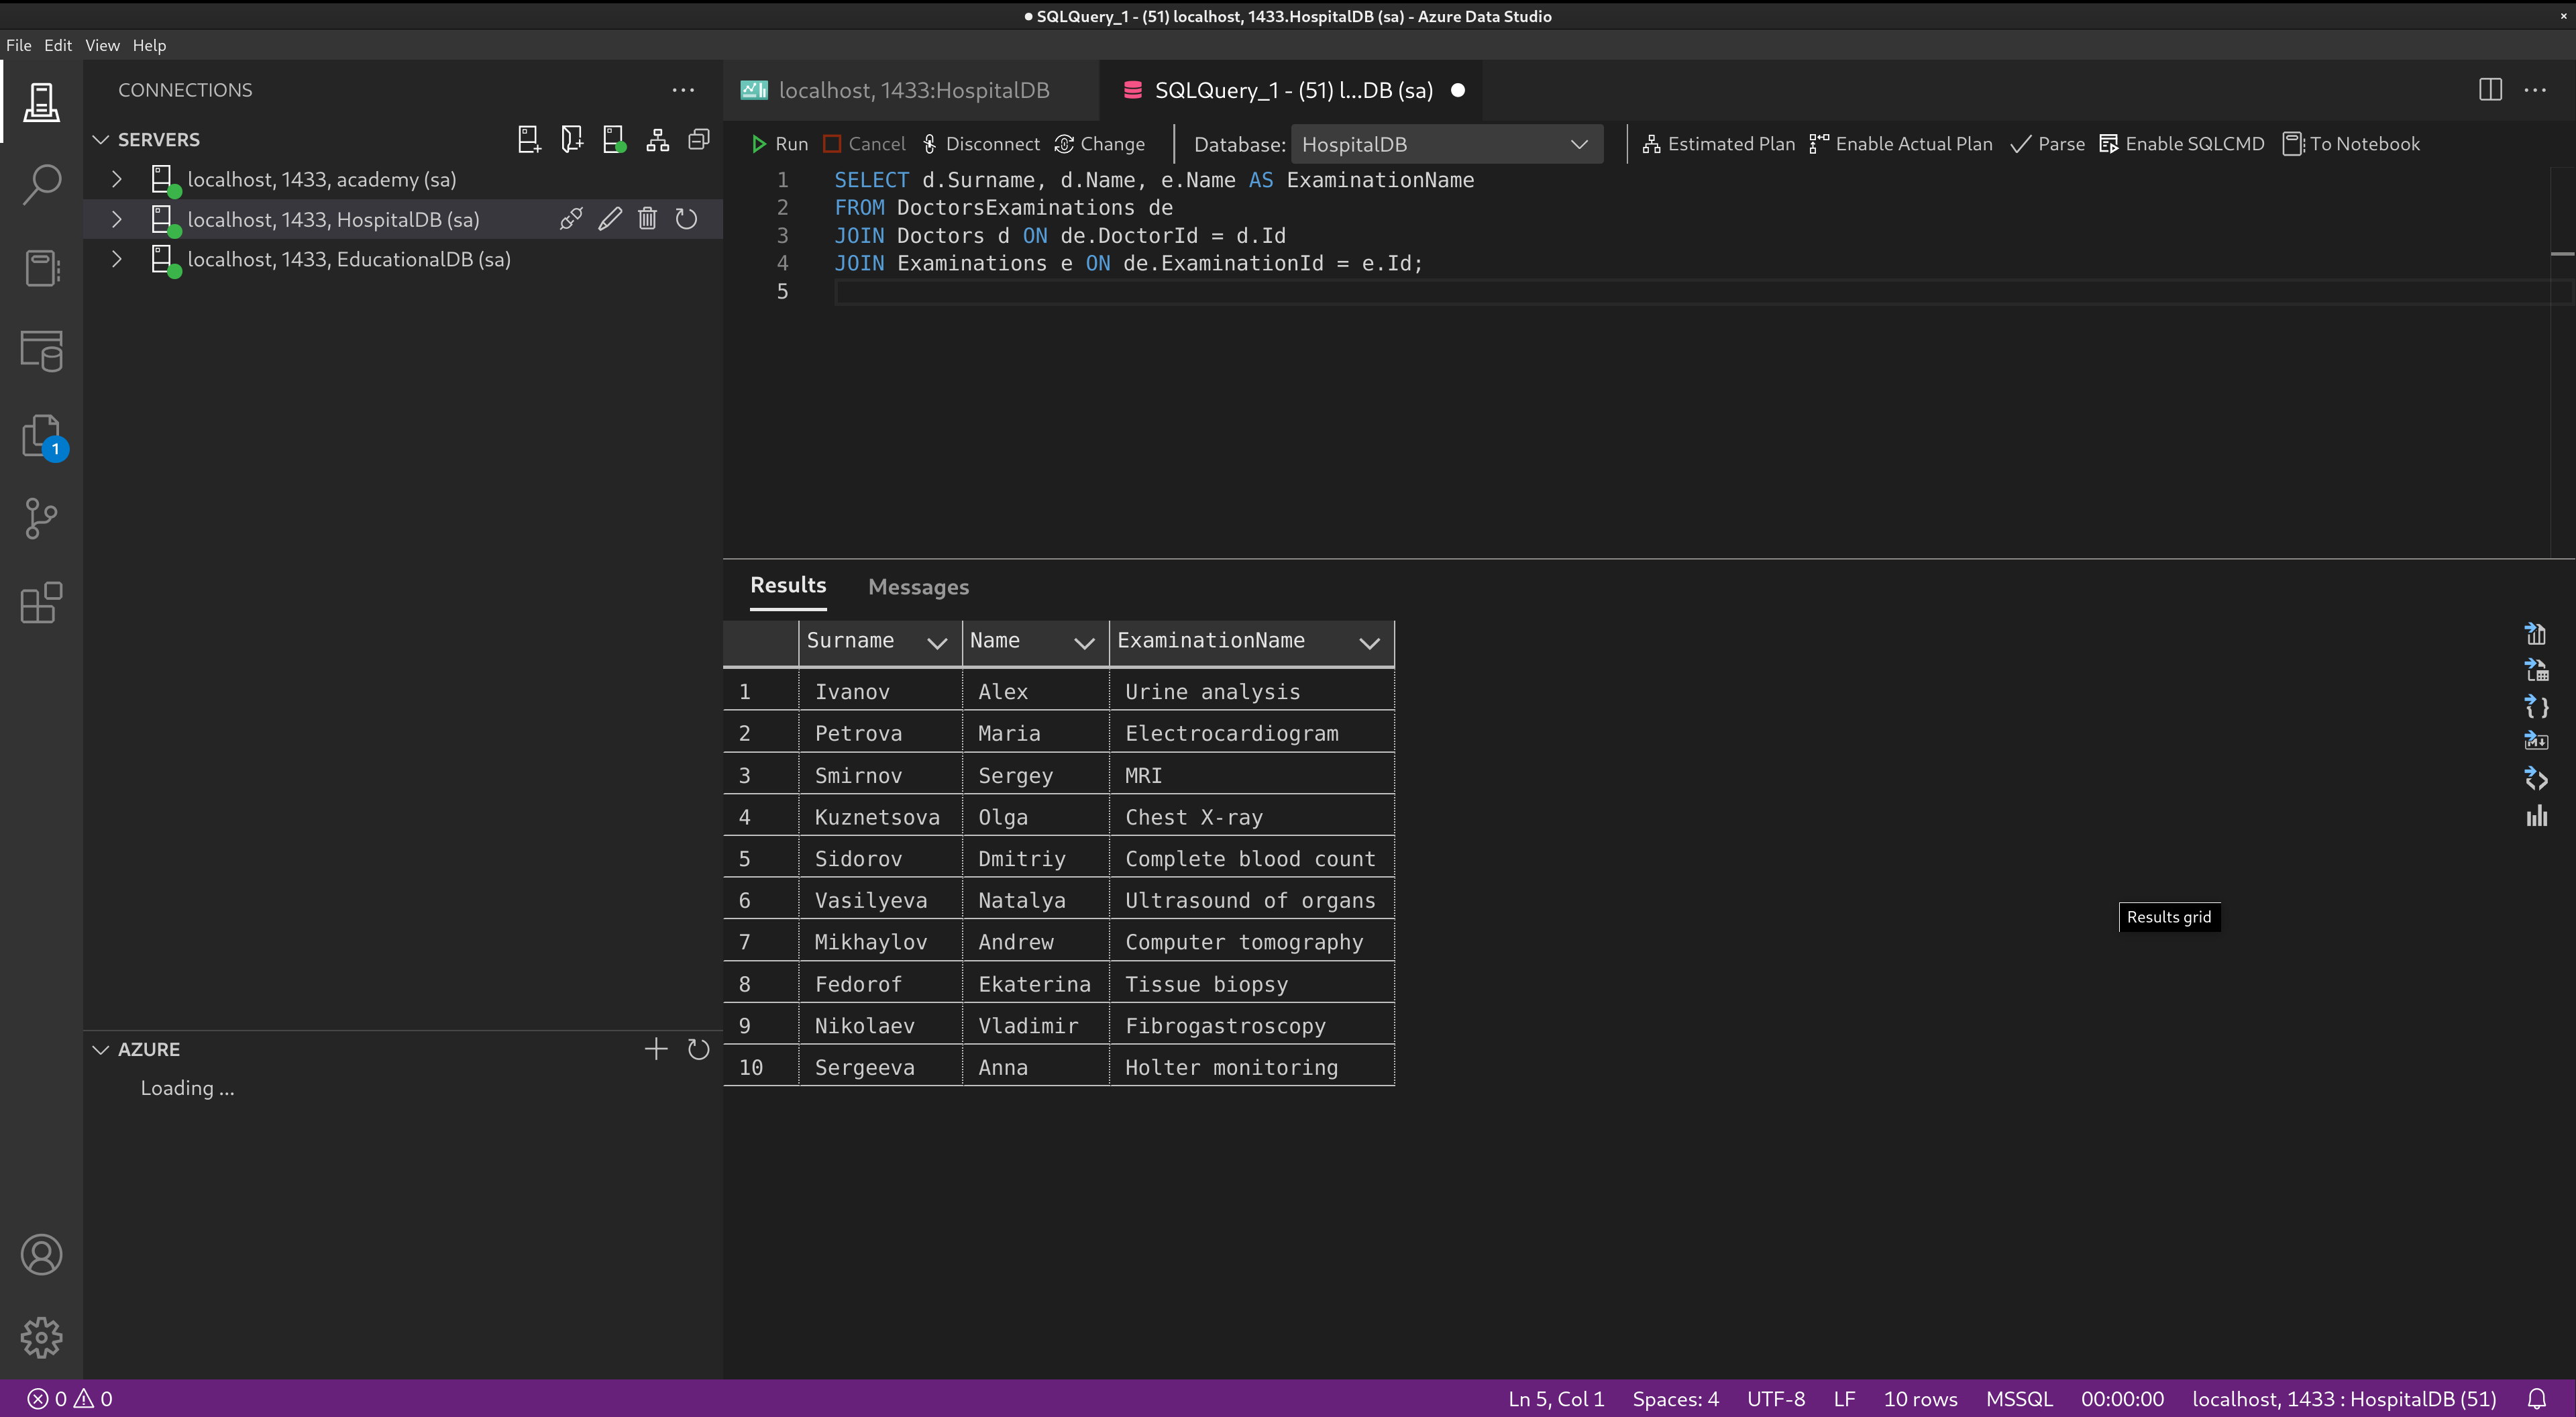 SQLQuery_1 - (51) localhost, 1433.HospitalDB (sa) - Azure Data Studio
File Edit View Help
CONNECTIONS
SERVERS
localhost, 1433, academy (sa)
localhost, 1433, HospitalDB (sa)
localhost, 1433, EducationalDB (sa)
1
AZURE
Loading ...
localhost, 1433:HospitalDB
SQLQuery_1 - (51) l...DB (sa)
Run Cancel Disconnect Change Database: HospitalDB Estimated Plan Enable Actual Plan Parse Enable SQLCMD To Notebook
1 SELECT d.Surname, d.Name, e.Name AS ExaminationName
2 FROM DoctorsExaminations de
3 JOIN Doctors d ON de.DoctorId = d.Id
4 JOIN Examinations e ON de.ExaminationId = e.Id;
5
Results Messages
Surname Name ExaminationName
1 Ivanov Alex Urine analysis
2 Petrova Maria Electrocardiogram
3 Smirnov Sergey MRI
4 Kuznetsova Olga Chest X-ray
5 Sidorov Dmitriy Complete blood count
6 Vasilyeva Natalya Ultrasound of organs
7 Mikhaylov Andrew Computer tomography
8 Fedorof Ekaterina Tissue biopsy
9 Nikolaev Vladimir Fibrogastroscopy
10 Sergeeva Anna Holter monitoring
Results grid
0 0 Ln 5, Col 1 Spaces: 4 UTF-8 LF 10 rows MSSQL 00:00:00 localhost, 1433 : HospitalDB (51)